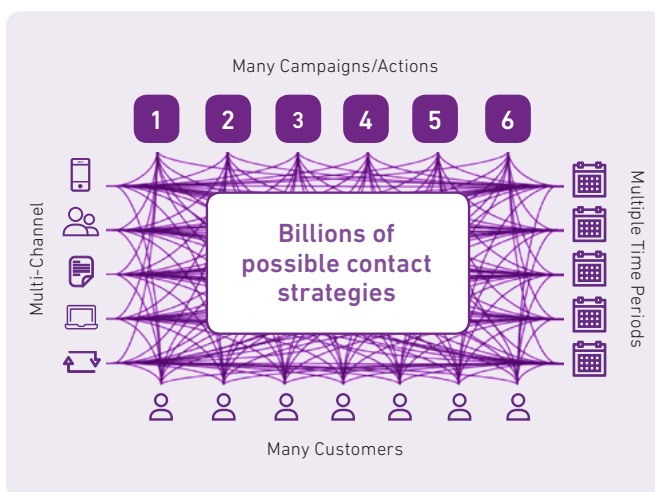 Many Campaigns/Actions
1 2 3 4 5 6
Multi-Channel
Billions of
possible contact
strategies
Multiple Time Periods
Many Customers